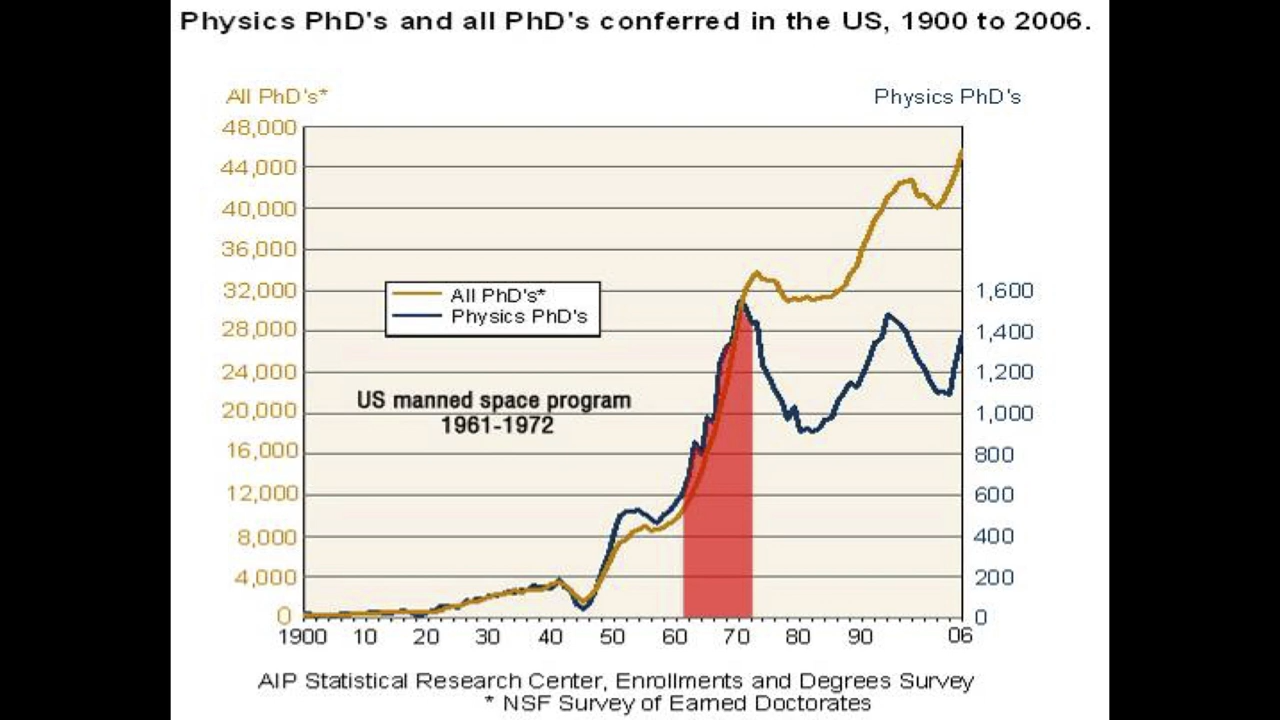 Physics PhD's and all PhD's conferred in the US, 1900 to 2006.
All PhD's*
Physics PhD's
48,000
44,000
40,000
36,000
32,000
28,000
24,000
20,000
16,000
12,000
8,000
4,000
0
All PhD's*
Physics PhD's
US manned space program
1961-1972
1,600
1,400
1,200
1,000
800
600
400
200
0
1900 10 20 30 40 50 60 70 80 90 06
AIP Statistical Research Center, Enrollments and Degrees Survey
* NSF Survey of Earned Doctorates